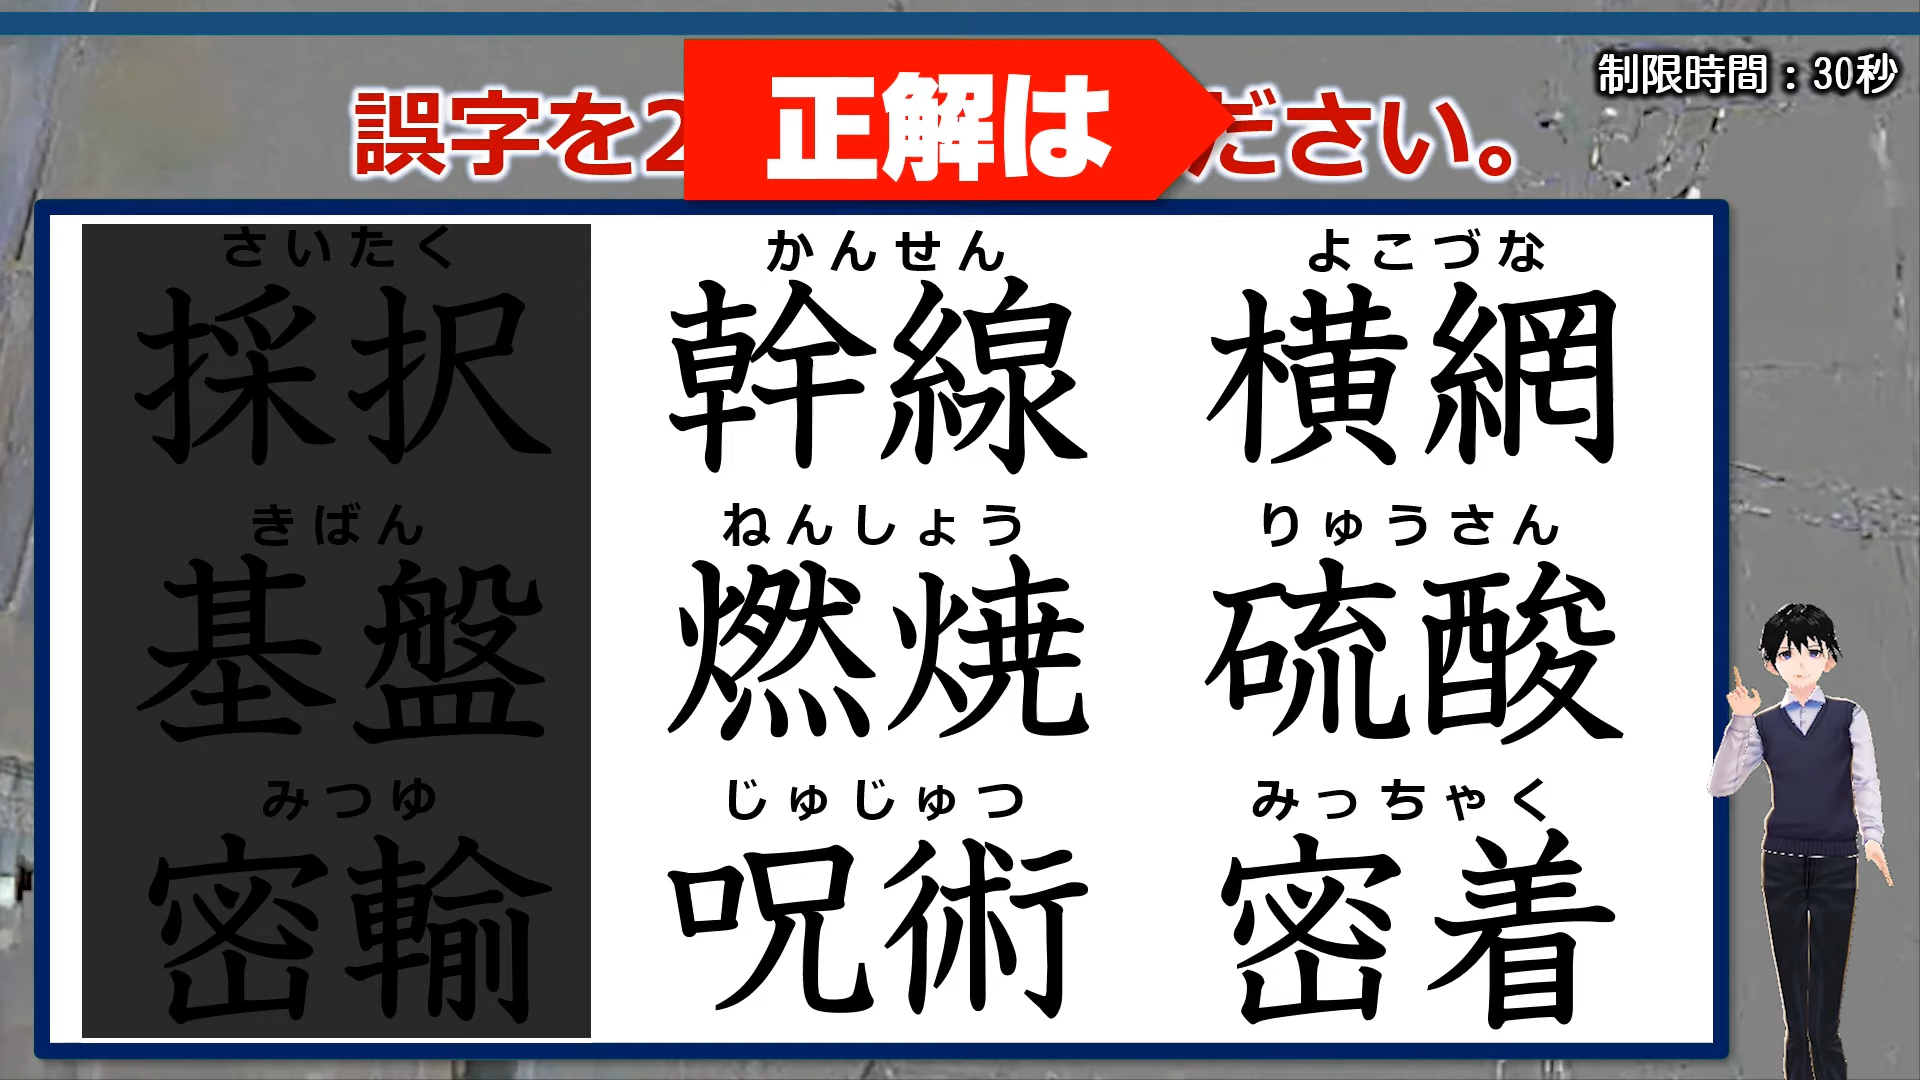 制限時間：30秒
誤字を2
正解は
ださい。
さいたく
採択
かんせん
幹線
よこづな
横網
きばん
基盤
ねんしょう
燃焼
りゅうさん
硫酸
みつゆ
密輸
じゅじゅつ
呪術
みっちゃく
密着